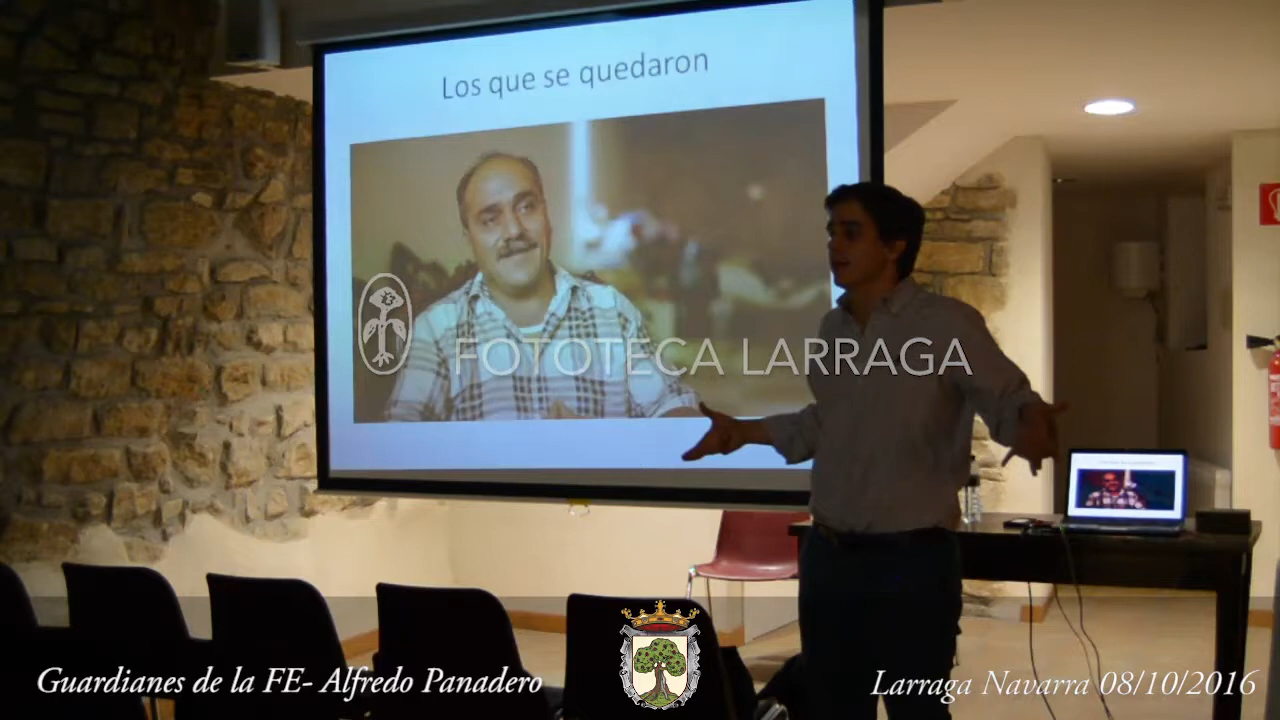 Los que se quedaron
FOTOTECA LARRAGA
Guardianes de la FE- Alfredo Panadero
Larraga Navarra 08/10/2016